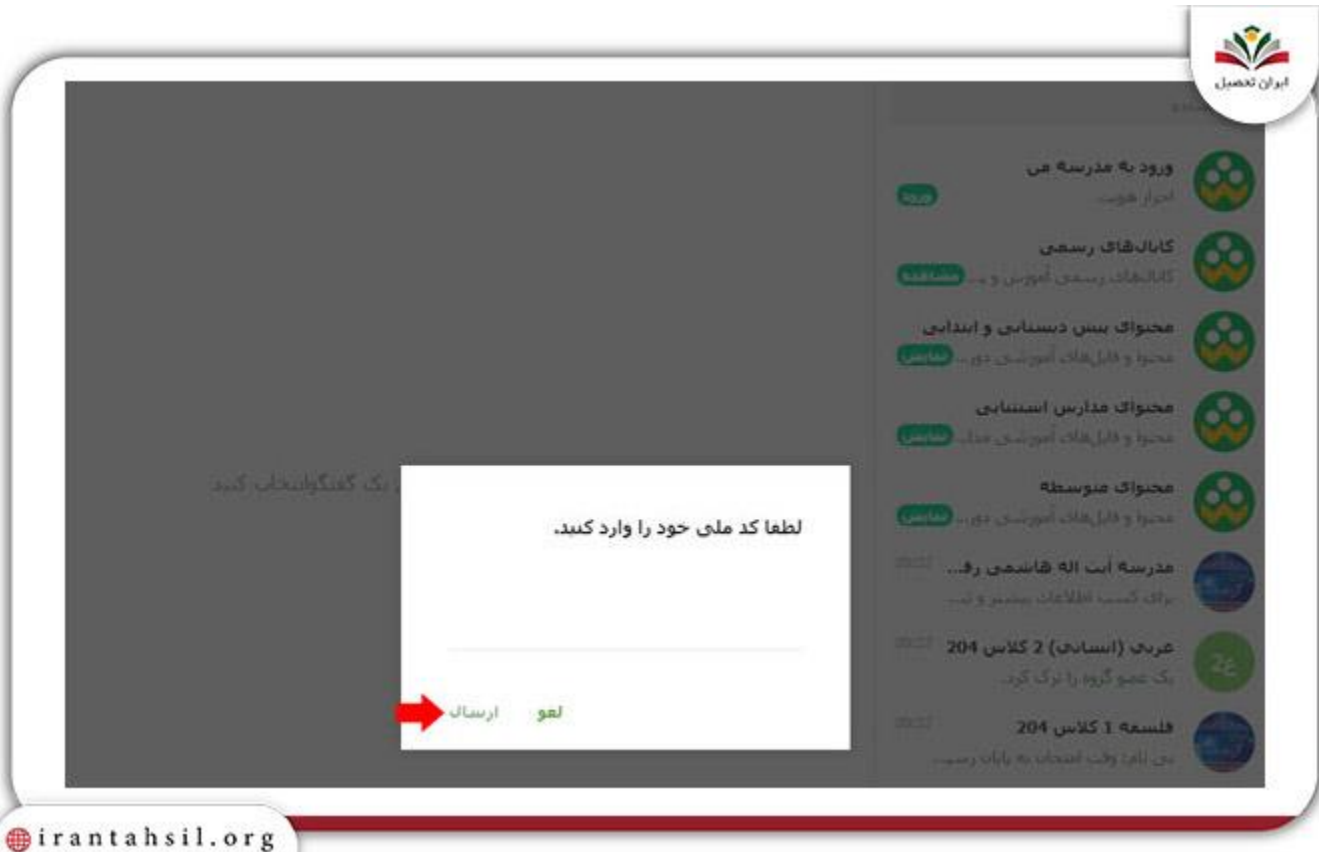 ایران تحصیل
ورود به مدرسه من
احراز هویت
ورود
کانال‌های رسمی
کانال‌های رسمی آموزش و پ...
مشاهده
محتوای پیش دبستانی و ابتدایی
محتوا و فایل‌های آموزشی دور...
نمایش
محتوای مدارس استثنایی
محتوا و فایل‌های آموزشی مدا...
نمایش
محتوای متوسطه
محتوا و فایل‌های آموزشی دور...
نمایش
مدرسه آیت اله هاشمی رف...
برای کسب اطلاعات بیشتر و
عربی (انسانی) 2 کلاس 204
ع2
یک عضو گروه را ترک کرد.
فلسفه 1 کلاس 204
وقت امتحان به پایان
یک گفتگو انتخاب کنید
لطفا کد ملی خود را وارد کنید.
لغو
ارسال
irantahsil.org